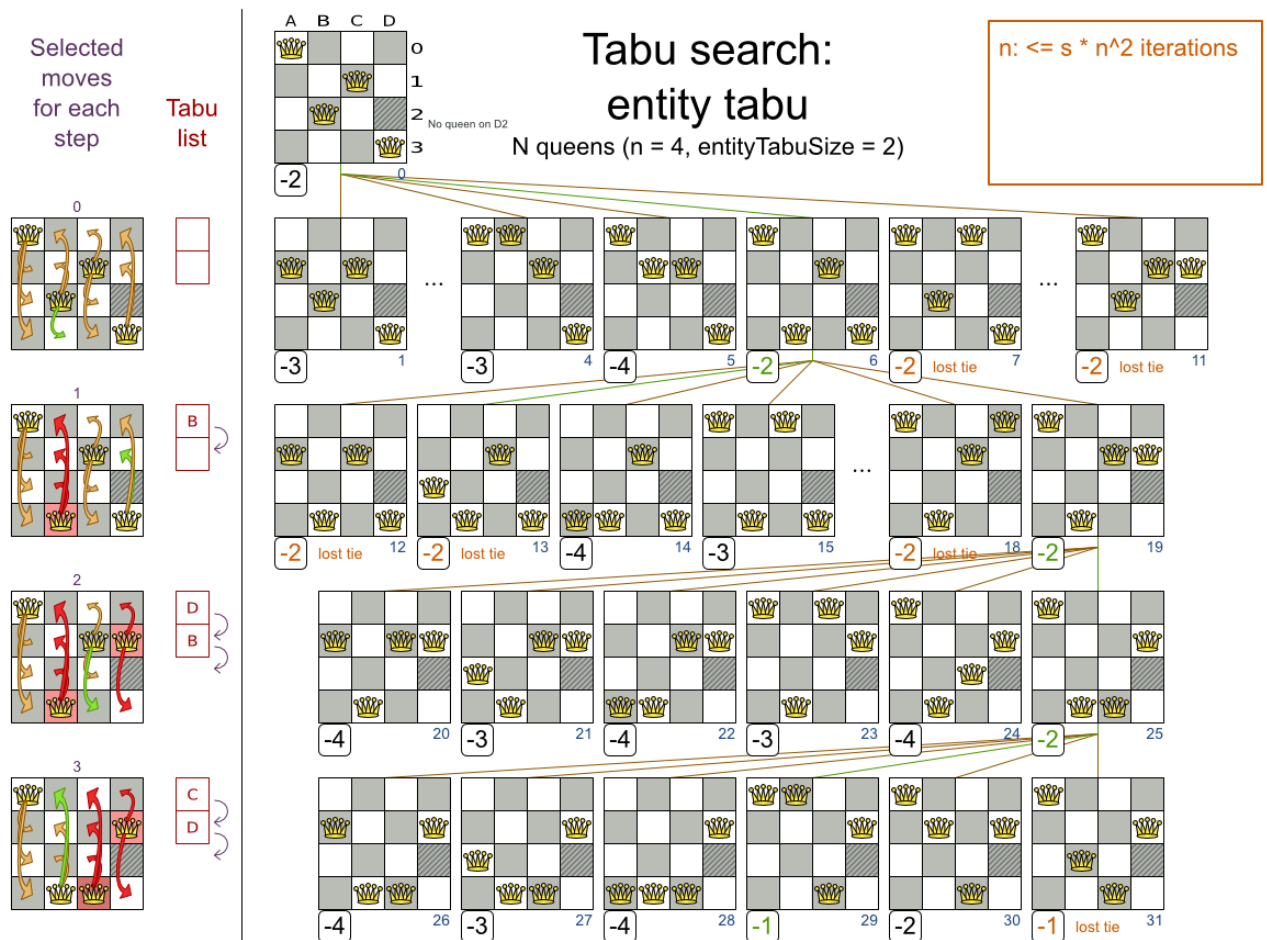 Selected
moves
for each
step
Tabu
list
A B C D
0
1
2
3
No queen on D2
-2
0
Tabu search:
entity tabu
N queens (n = 4, entityTabuSize = 2)
n: <= s * n^2 iterations
0
...
...
-3 1
-3 4
-4 5
-2 6
-2 lost tie 7
-2 lost tie 11
1
B
...
-2 lost tie 12
-2 lost tie 13
-4 14
-3 15
-2 lost tie 18
-2 19
2
D
B
-4 20
-3 21
-4 22
-3 23
-4 24
-2 25
3
C
D
-4 26
-3 27
-4 28
-1 29
-2 30
-1 lost tie 31